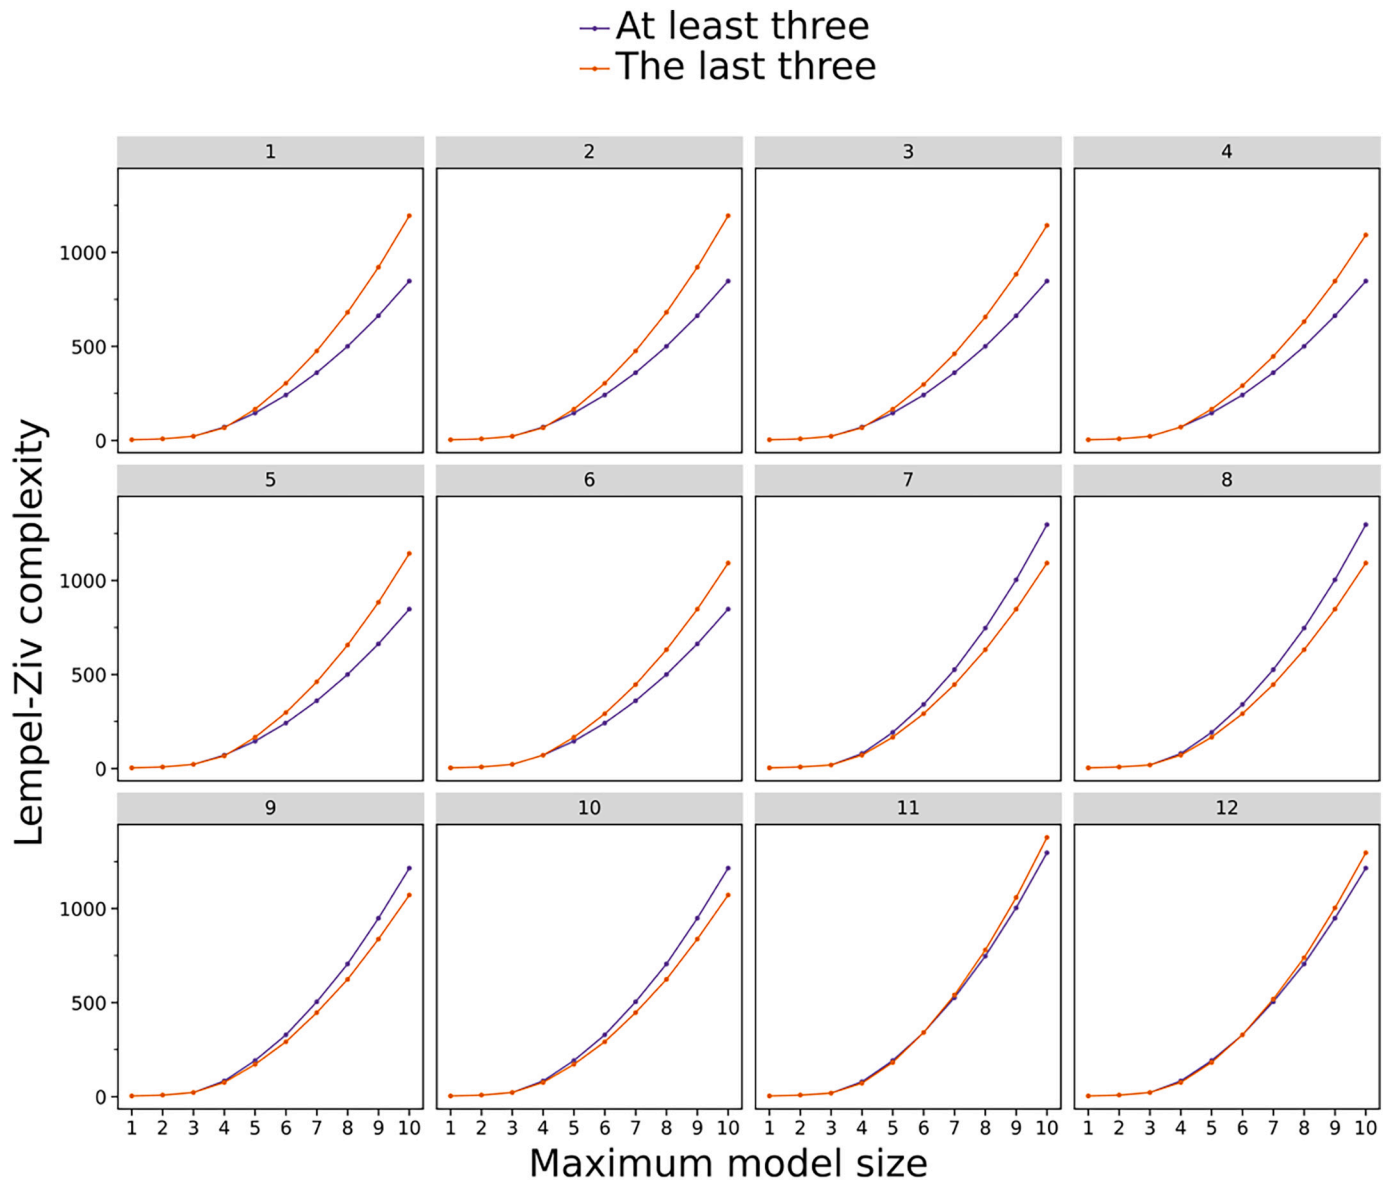 At least three
The last three
1 2 3 4
1000
500
0
5 6 7 8
1000
500
0
9 10 11 12
1000
500
0
1 2 3 4 5 6 7 8 9 10 1 2 3 4 5 6 7 8 9 10 1 2 3 4 5 6 7 8 9 10 1 2 3 4 5 6 7 8 9 10
Maximum model size
Lempel-Ziv complexity